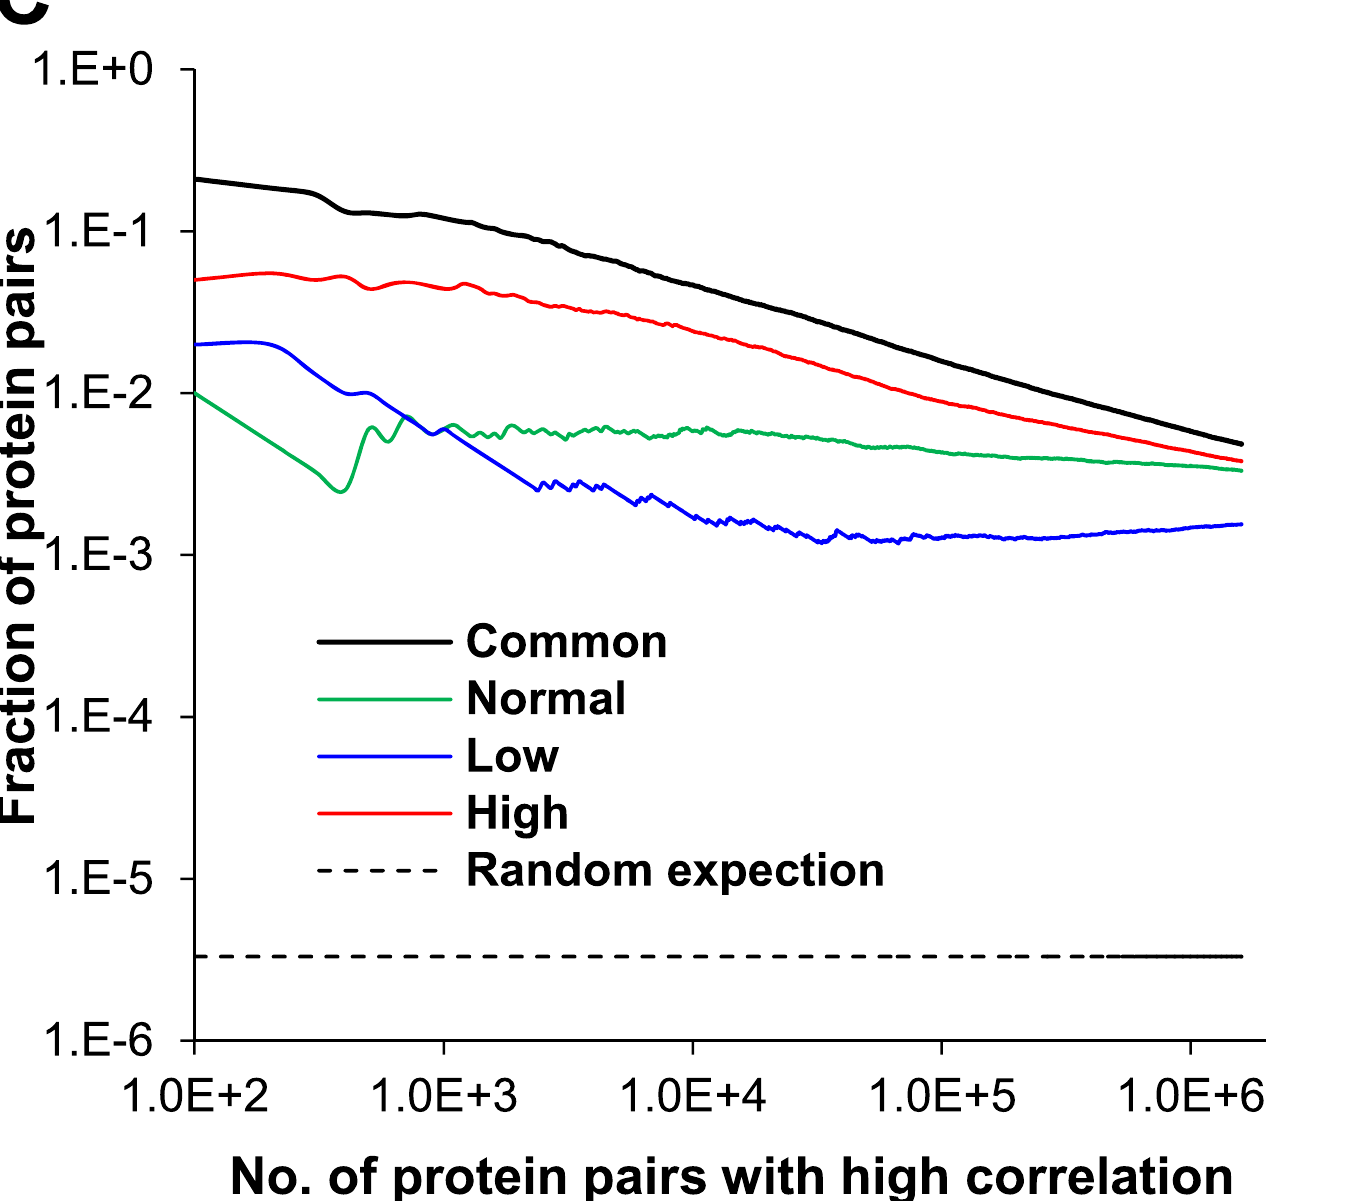 C
1.E+0
1.E-1
1.E-2
1.E-3
1.E-4
1.E-5
1.E-6
Fraction of protein pairs
Common
Normal
Low
High
Random expection
1.0E+2 1.0E+3 1.0E+4 1.0E+5 1.0E+6
No. of protein pairs with high correlation